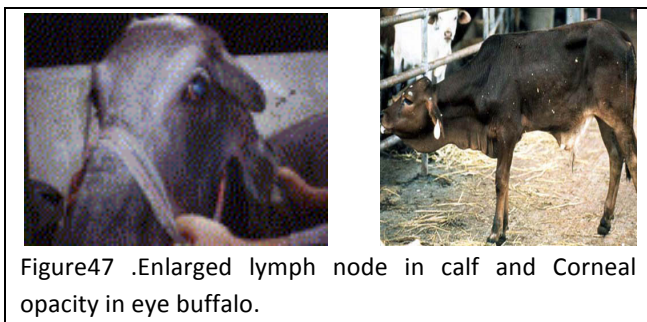 Figure47 .Enlarged lymph node in calf and Corneal
opacity in eye buffalo.